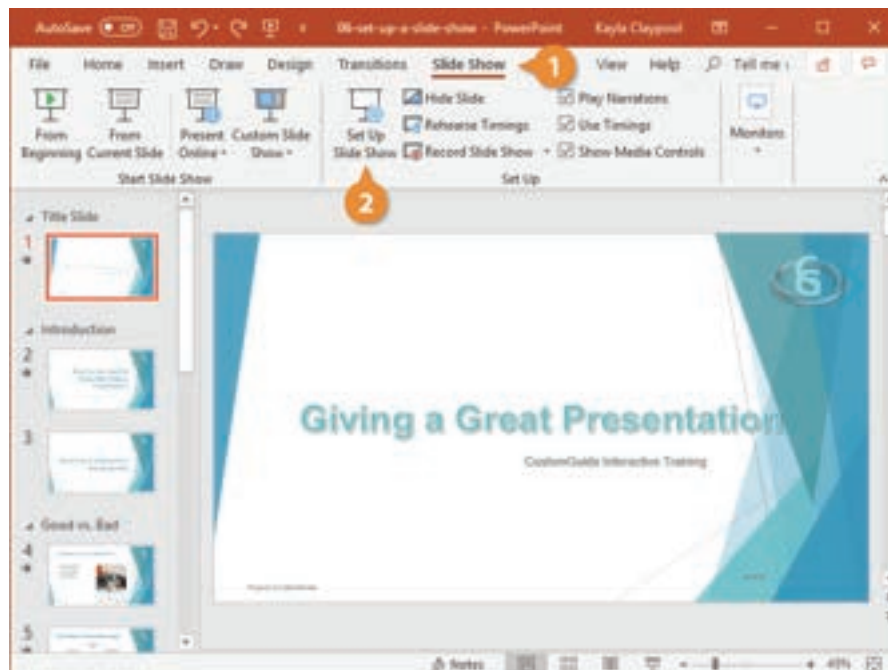 AutoSave Off 06-set-up-a-slide-show - PowerPoint Kayla Claypool
File Home Insert Draw Design Transitions Slide Show 1 View Help Tell me
From Beginning
From Current Slide
Present Online
Custom Slide Show
Start Slide Show
Set Up Slide Show
Hide Slide
Rehearse Timings
Record Slide Show
Play Narrations
Use Timings
Show Media Controls
Set Up
Monitors
2
Title Slide
1
Introduction
2
3
Good vs. Bad
4
5
Giving a Great Presentation
CustomGuide Interactive Training
Notes